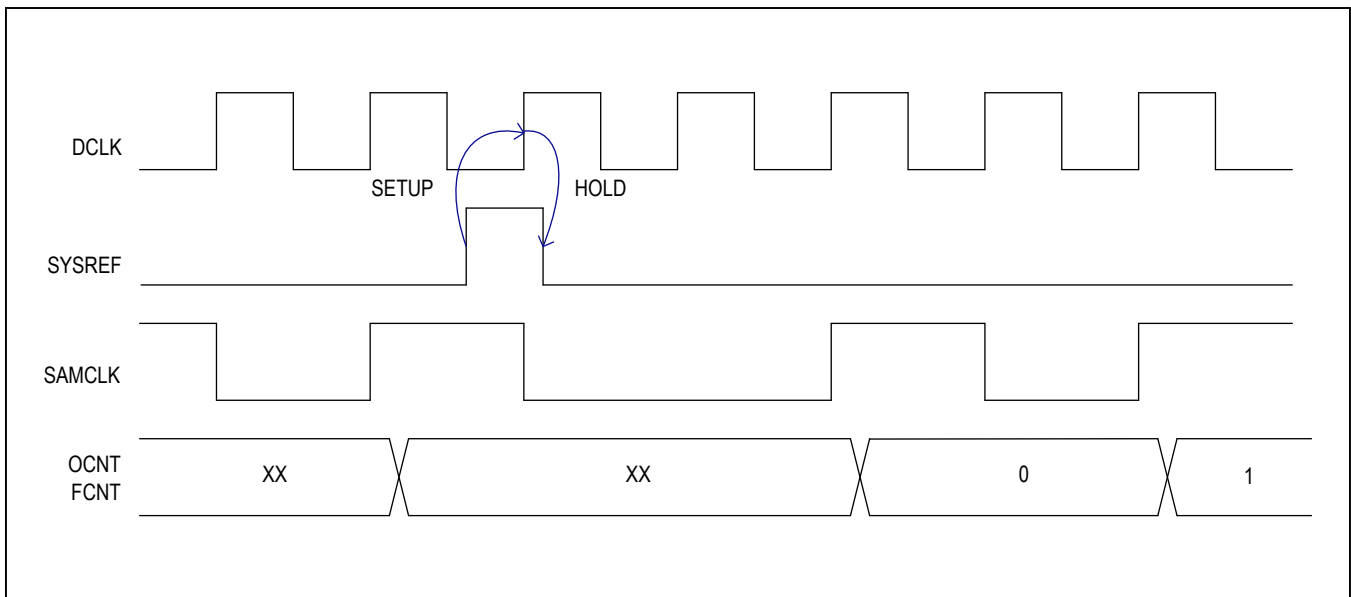 DCLK
SETUP HOLD
SYSREF
SAMCLK
OCNT
FCNT
XX XX 0 1